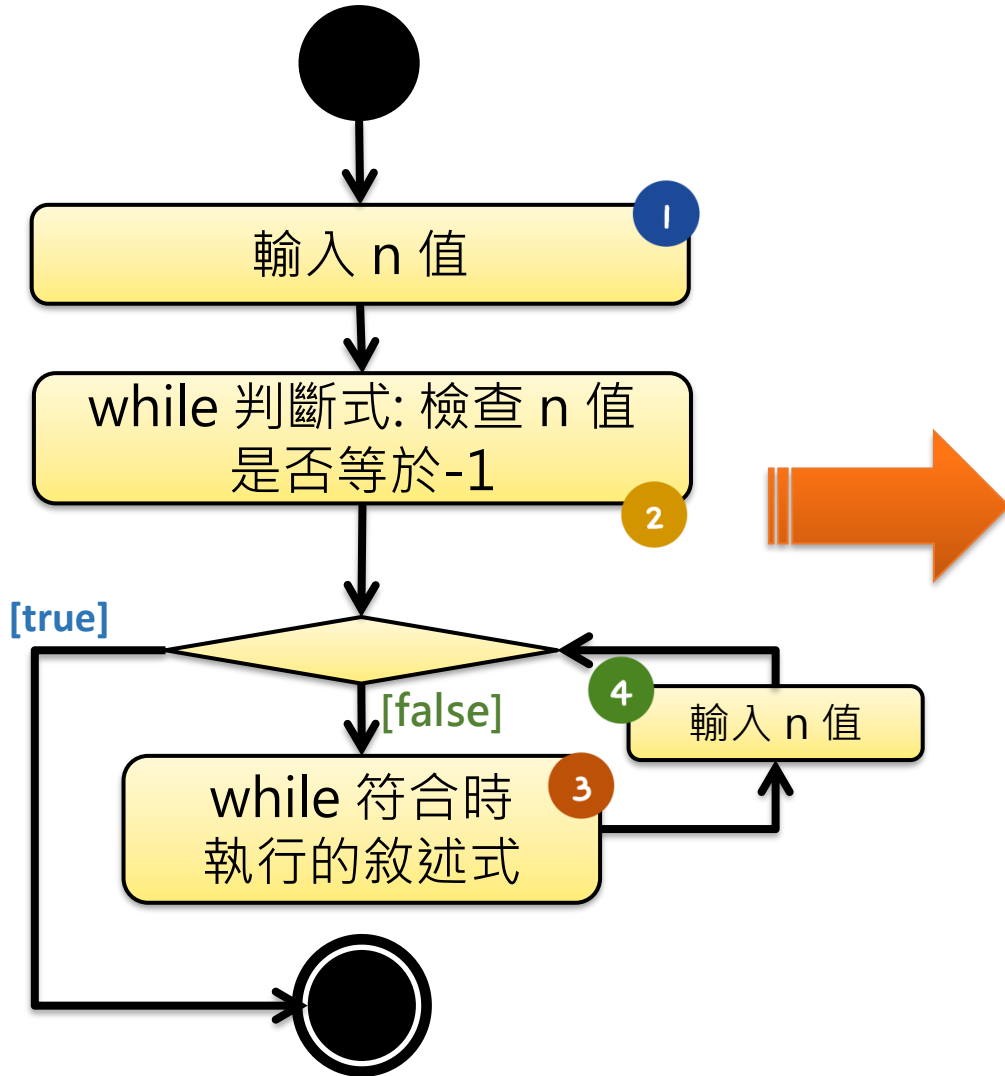 1
輸入 n 值
while 判斷式: 檢查 n 值
是否等於-1
2
[true]
[false]
4
輸入 n 值
3
while 符合時
執行的敘述式